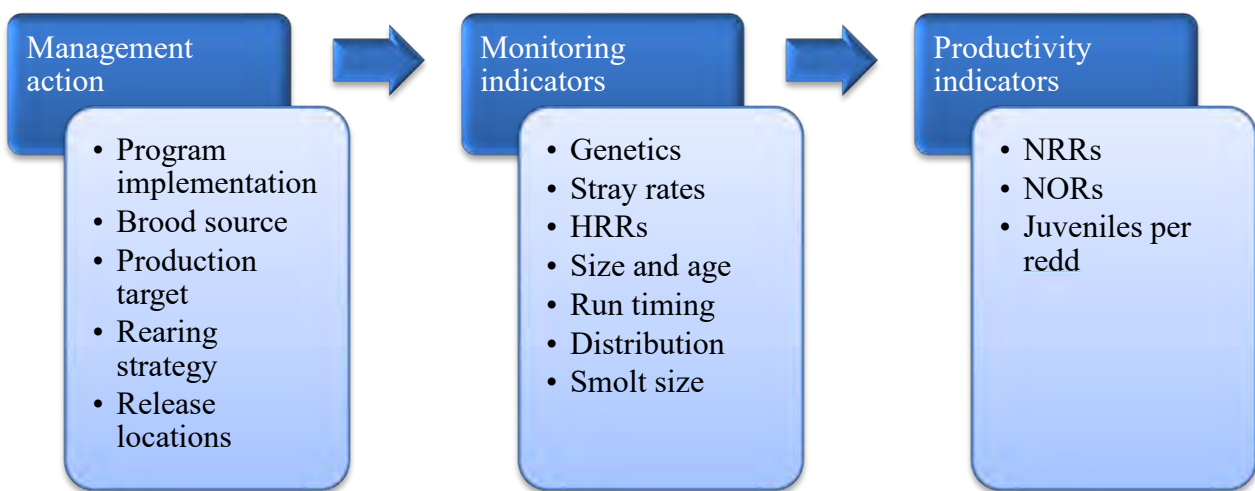 Management
action
• Program
implementation
• Brood source
• Production
target
• Rearing
strategy
• Release
locations
Monitoring
indicators
• Genetics
• Stray rates
• HRRs
• Size and age
• Run timing
• Distribution
• Smolt size
Productivity
indicators
• NRRs
• NORs
• Juveniles per
redd